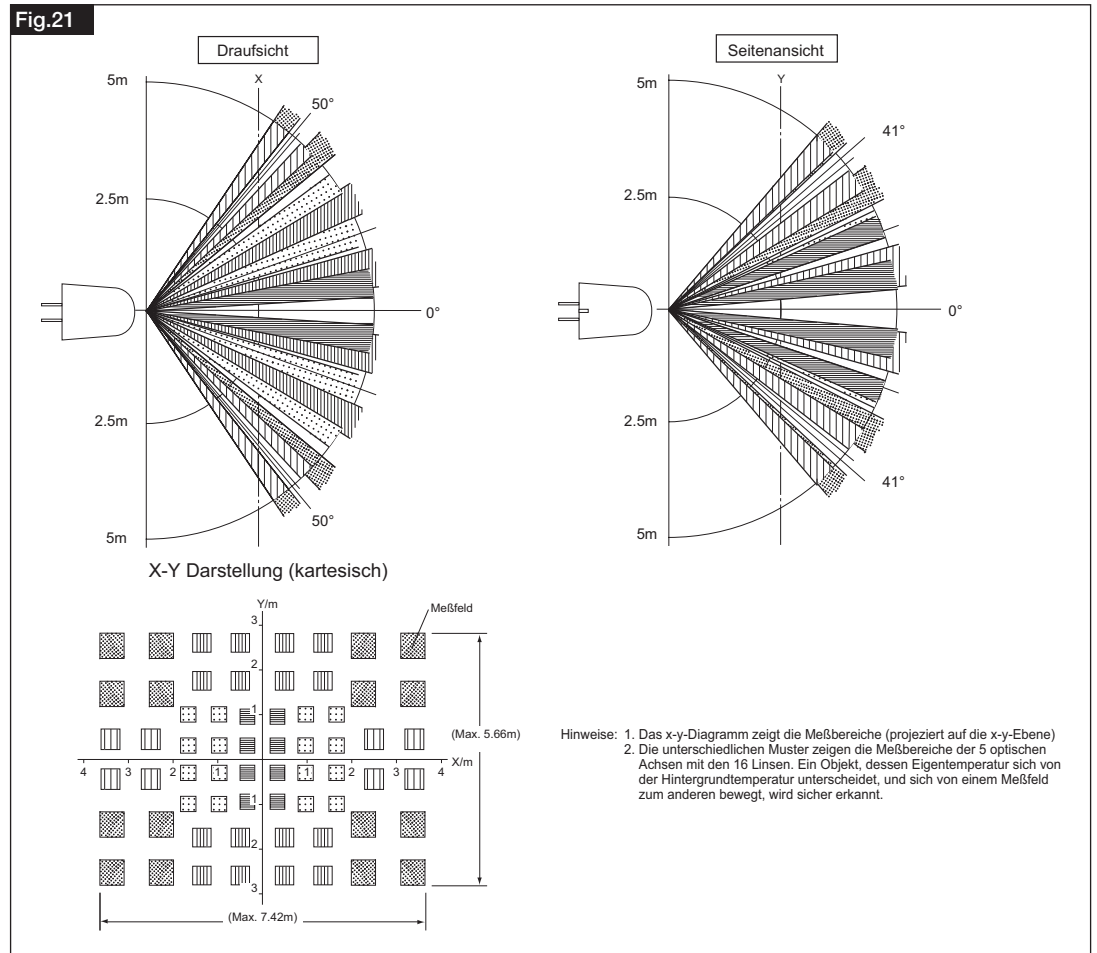 Fig.21
Draufsicht
Seitenansicht
5m
X
50°
2.5m
0°
2.5m
50°
5m
5m
Y
41°
2.5m
0°
2.5m
41°
5m
X-Y Darstellung (kartesisch)
Y/m
Meßfeld
3
2
1
(Max. 5.66m)
X/m
4 3 2 1 1 2 3 4
1
2
3
(Max. 7.42m)
Hinweise: 1. Das x-y-Diagramm zeigt die Meßbereiche (projeziert auf die x-y-Ebene)
2. Die unterschiedlichen Muster zeigen die Meßbereiche der 5 optischen
Achsen mit den 16 Linsen. Ein Objekt, dessen Eigentemperatur sich von
der Hintergrundtemperatur unterscheidet, und sich von einem Meßfeld
zum anderen bewegt, wird sicher erkannt.